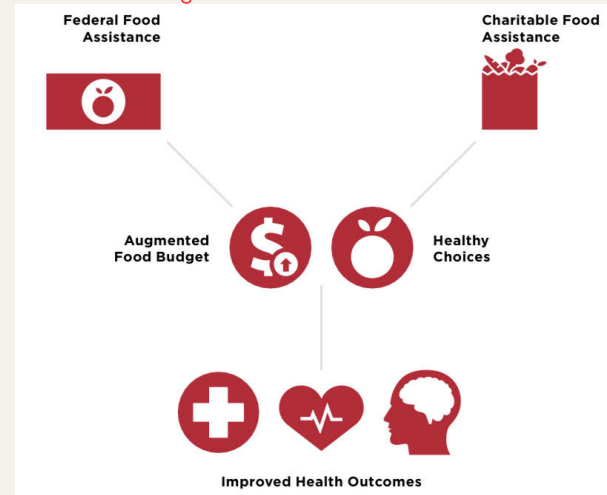 Federal Food
Assistance
Charitable Food
Assistance
Augmented
Food Budget
$
Healthy
Choices
Improved Health Outcomes